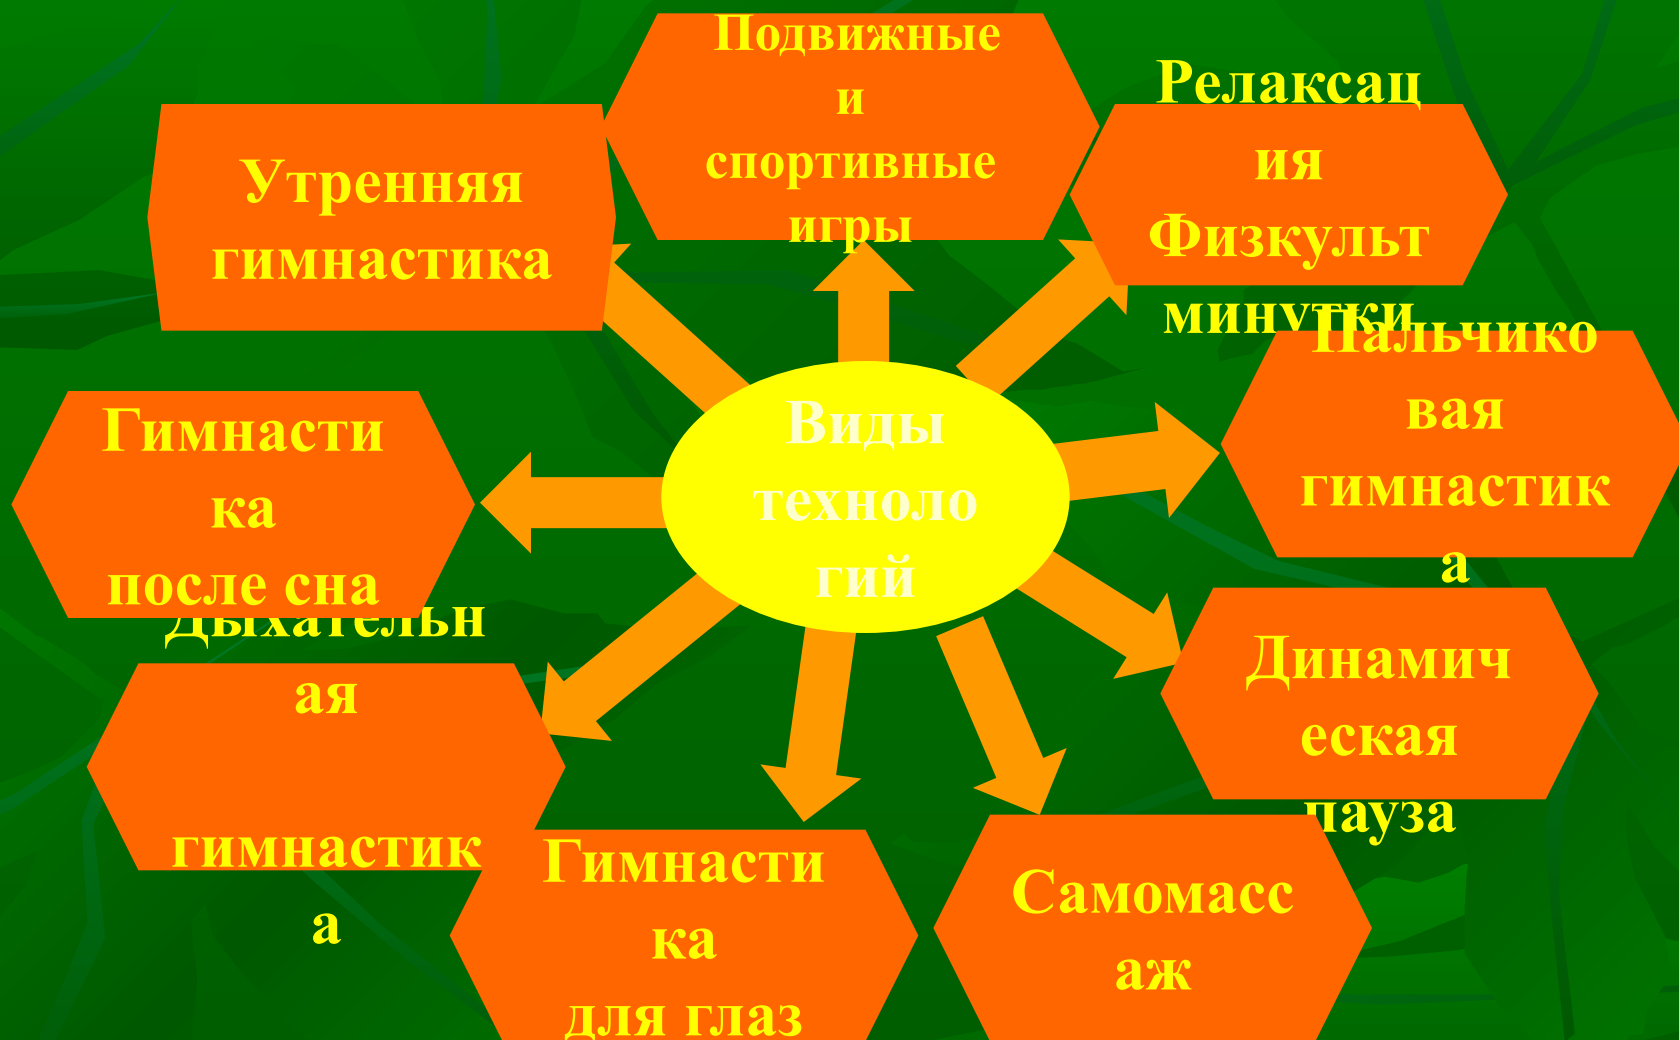 Подвижные
и
спортивные
игры
Релаксац
ия
Физкульт
минутки
Утренняя
гимнастика
Пальчико
вая
гимнастик
а
Виды
техноло
гий
Гимнасти
ка
после сна
Дыхательн
ая
гимнастик
а
Динамич
еская
пауза
Гимнасти
ка
для глаз
Самомасс
аж